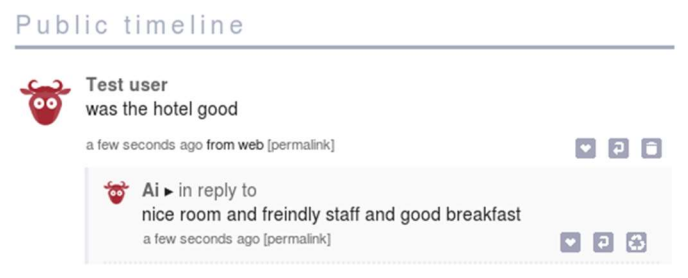 Public timeline
Test user
was the hotel good
a few seconds ago from web [permalink]
Ai ▸ in reply to
nice room and freindly staff and good breakfast
a few seconds ago [permalink]